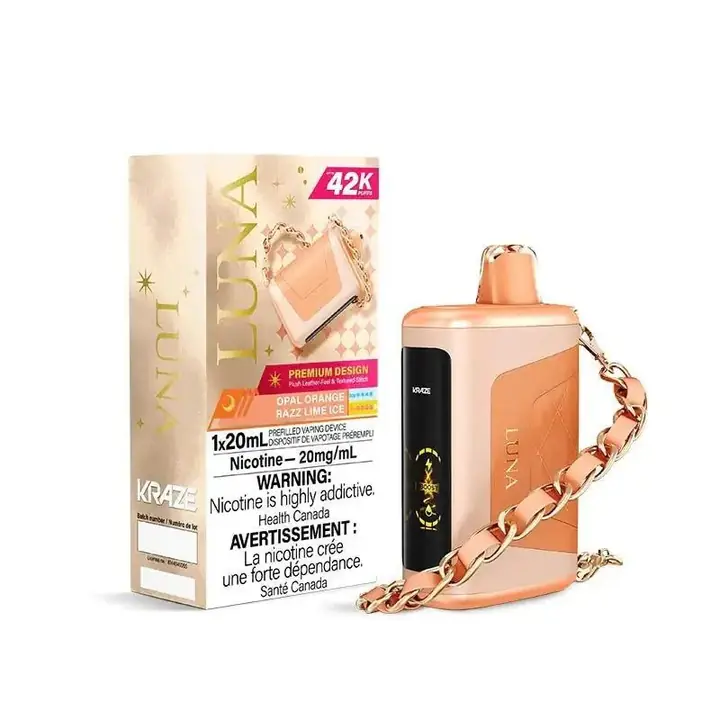 42K
PUFFS
LUNA
LUNA
PREMIUM DESIGN
Plush Leather-Feel & Textured Stitch
OPAL ORANGE
RAZZ LIME ICE
1x20mL PREFILLED VAPING DEVICE
DISPOSITIF DE VAPOTAGE PRÉREMPLI
Nicotine — 20mg/mL
WARNING:
Nicotine is highly addictive.
Health Canada
AVERTISSEMENT :
La nicotine crée
une forte dépendance.
Santé Canada
KRAZE
Batch number / Numéro de lot
KRAZE
LUNA